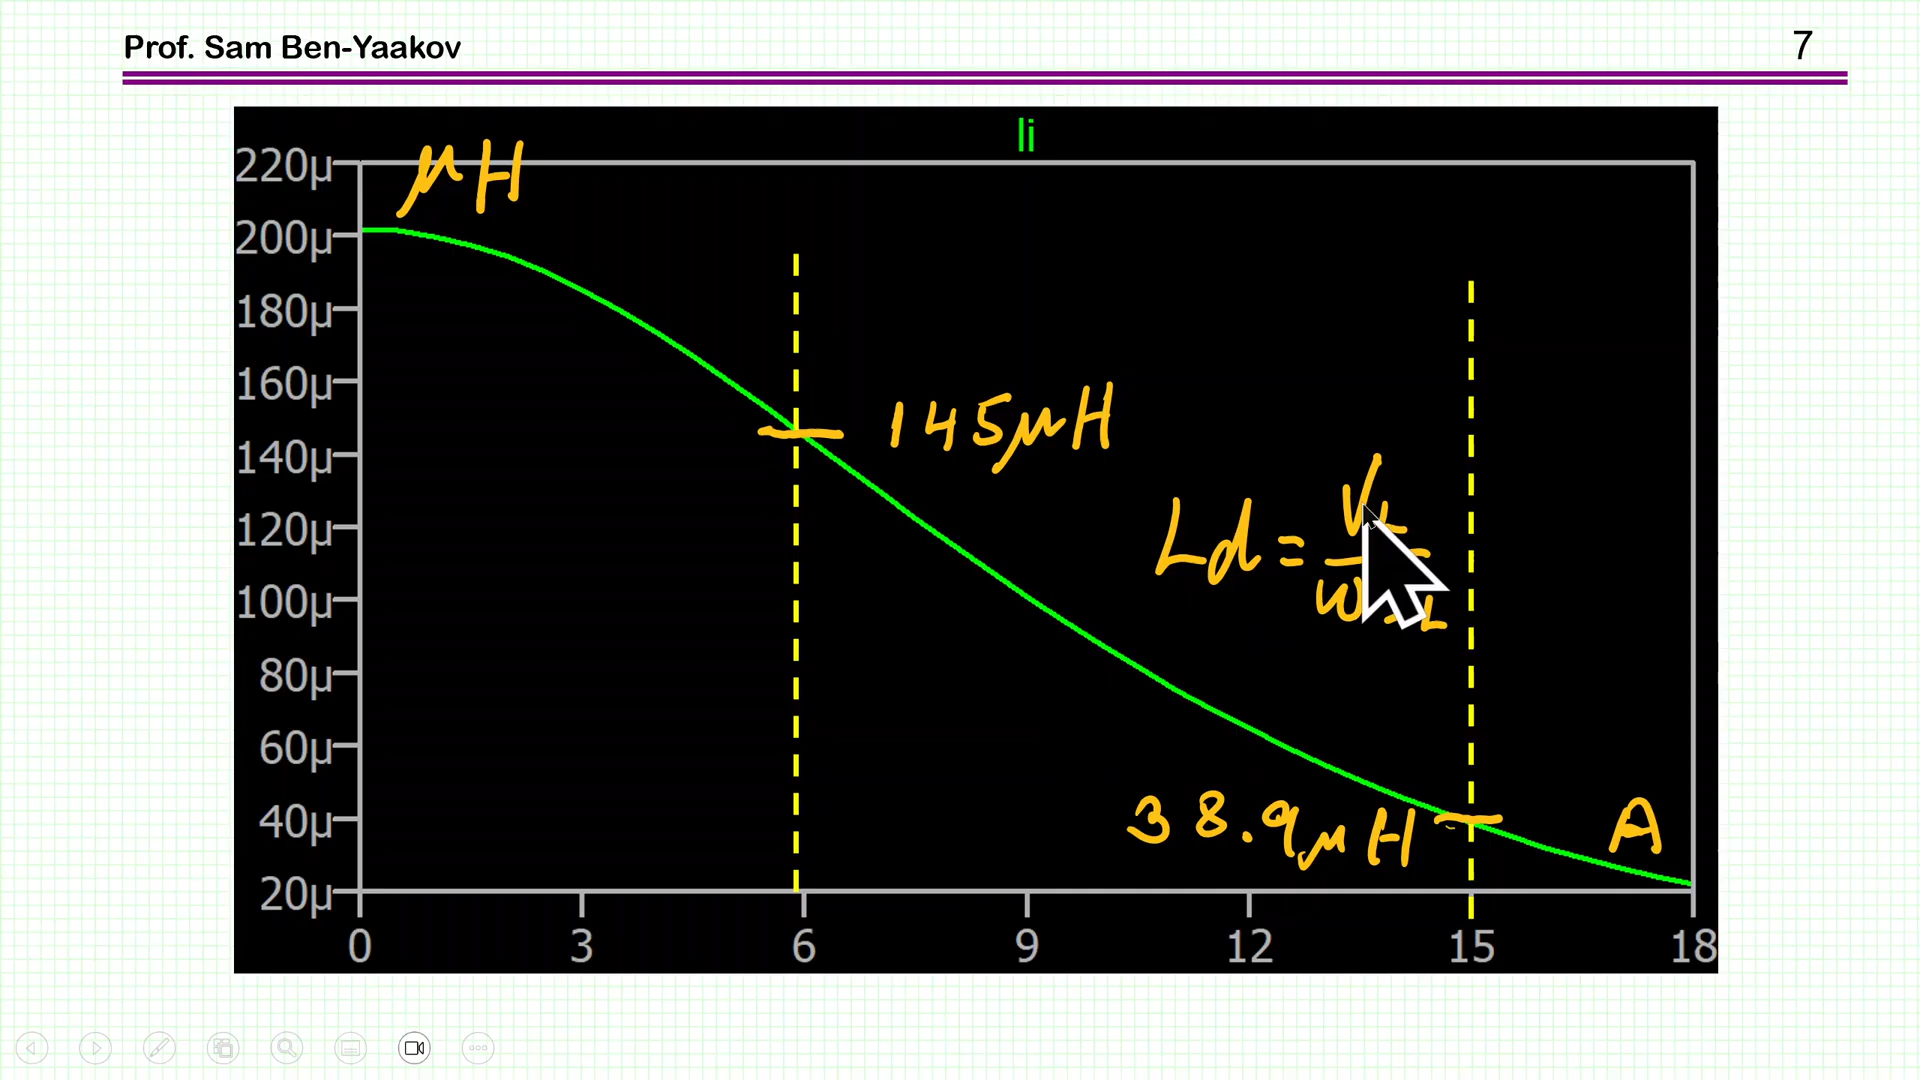 Prof. Sam Ben-Yaakov
7
li
220µ
µH
200µ
180µ
160µ
145µH
140µ
120µ
Ld =
100µ
80µ
60µ
40µ
38.9µH
A
20µ
0 3 6 9 12 15 18